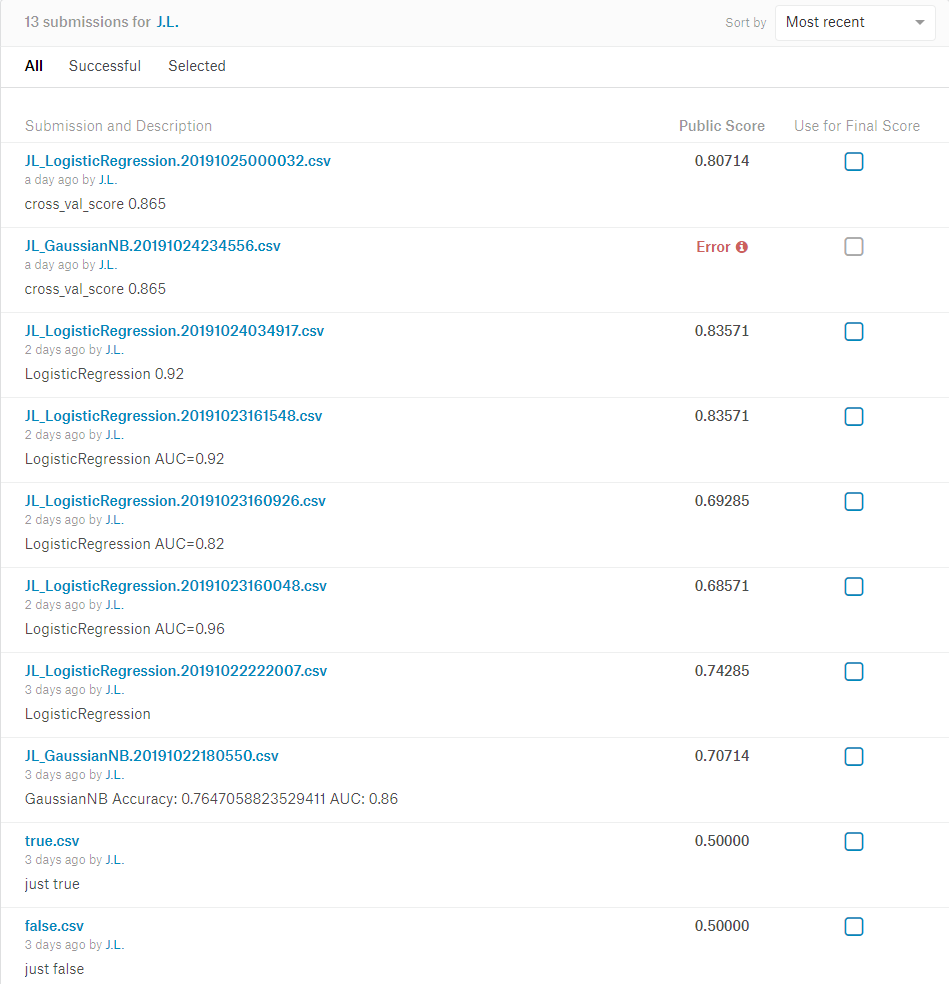 13 submissions for J.L.
Sort by Most recent
All Successful Selected
Submission and Description Public Score Use for Final Score
JL_LogisticRegression.20191025000032.csv 0.80714
a day ago by J.L.
cross_val_score 0.865
JL_GaussianNB.20191024234556.csv Error
a day ago by J.L.
cross_val_score 0.865
JL_LogisticRegression.20191024034917.csv 0.83571
2 days ago by J.L.
LogisticRegression 0.92
JL_LogisticRegression.20191023161548.csv 0.83571
2 days ago by J.L.
LogisticRegression AUC=0.92
JL_LogisticRegression.20191023160926.csv 0.69285
2 days ago by J.L.
LogisticRegression AUC=0.82
JL_LogisticRegression.20191023160048.csv 0.68571
2 days ago by J.L.
LogisticRegression AUC=0.96
JL_LogisticRegression.20191022222007.csv 0.74285
3 days ago by J.L.
LogisticRegression
JL_GaussianNB.20191022180550.csv 0.70714
3 days ago by J.L.
GaussianNB Accuracy: 0.7647058823529411 AUC: 0.86
true.csv 0.50000
3 days ago by J.L.
just true
false.csv 0.50000
3 days ago by J.L.
just false